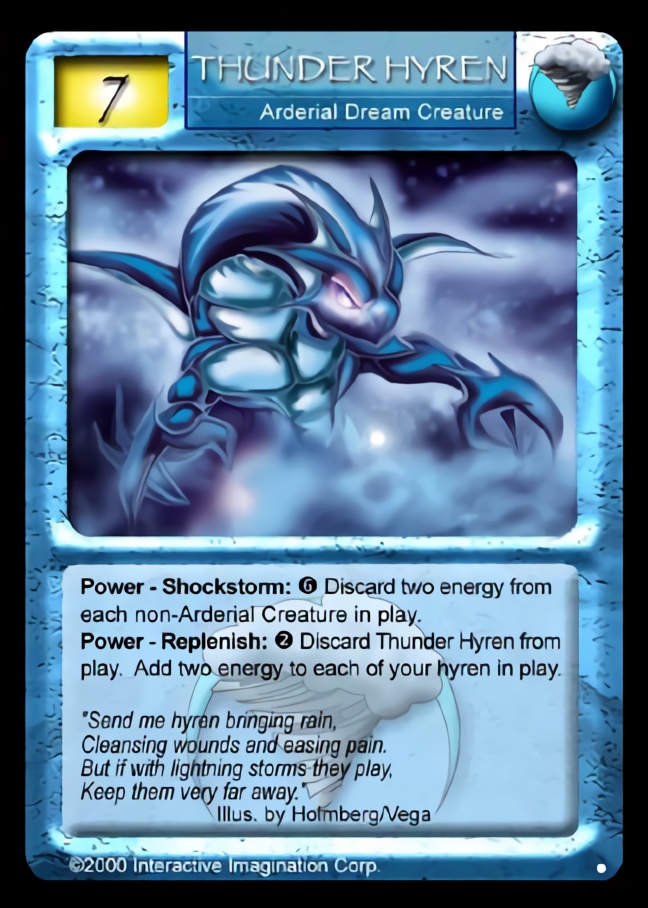 7
THUNDER HYREN
Arderial Dream Creature
Power - Shockstorm: ❻ Discard two energy from
each non-Arderial Creature in play.
Power - Replenish: ❷ Discard Thunder Hyren from
play. Add two energy to each of your hyren in play.
"Send me hyren bringing rain,
Cleansing wounds and easing pain.
But if with lightning storms they play,
Keep them very far away."
Illus. by Holmberg/Vega
©2000 Interactive Imagination Corp.